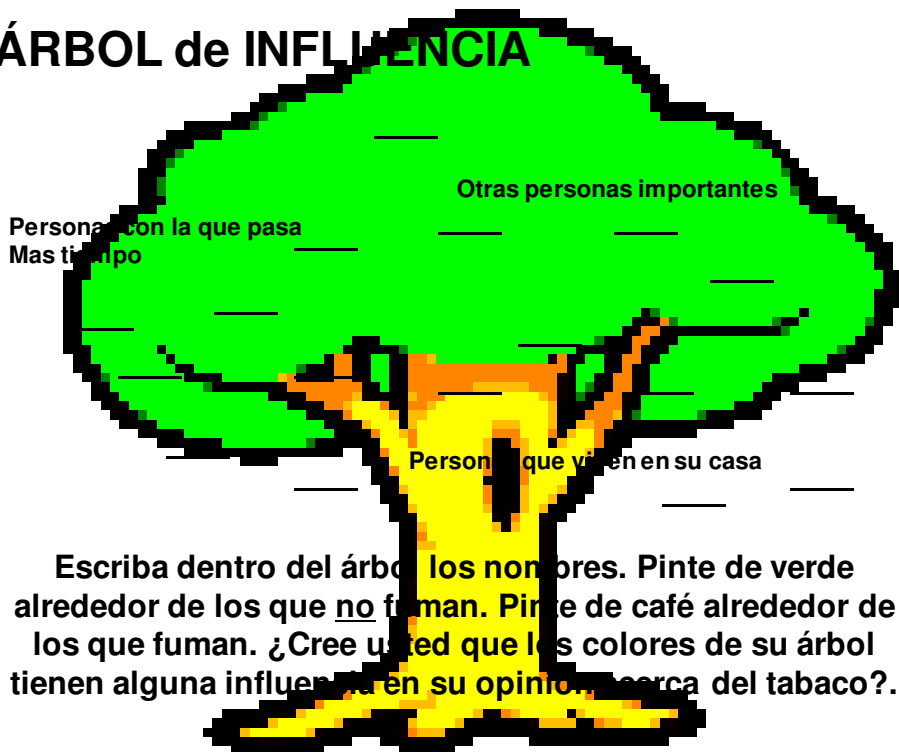 ÁRBOL de INFLUENCIA
Otras personas importantes
Personas con la que pasa
Mas tiempo
Personas que viven en su casa
Escriba dentro del árbol los nombres. Pinte de verde
alrededor de los que no fuman. Pinte de café alrededor de
los que fuman. ¿Cree usted que los colores de su árbol
tienen alguna influencia en su opinion acerca del tabaco?.